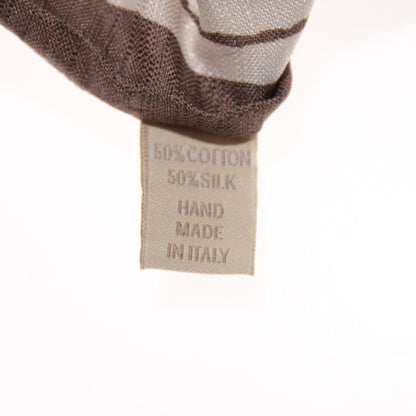 50% COTTON
50% SILK
HAND
MADE
IN ITALY